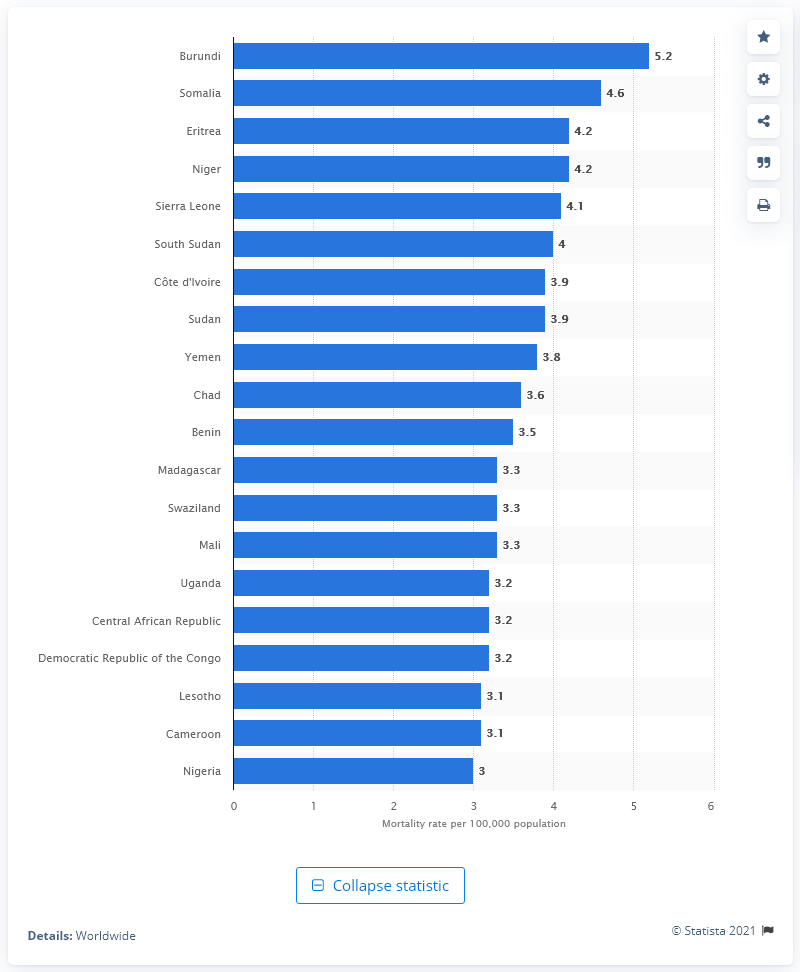 Burundi 5.2
Somalia 4.6
Eritrea 4.2
Niger 4.2
Sierra Leone 4.1
South Sudan 4
Côte d'Ivoire 3.9
Sudan 3.9
Yemen 3.8
Chad 3.6
Benin 3.5
Madagascar 3.3
Swaziland 3.3
Mali 3.3
Uganda 3.2
Central African Republic 3.2
Democratic Republic of the Congo 3.2
Lesotho 3.1
Cameroon 3.1
Nigeria 3
0 1 2 3 4 5 6
Mortality rate per 100,000 population
Collapse statistic
© Statista 2021
Details: Worldwide